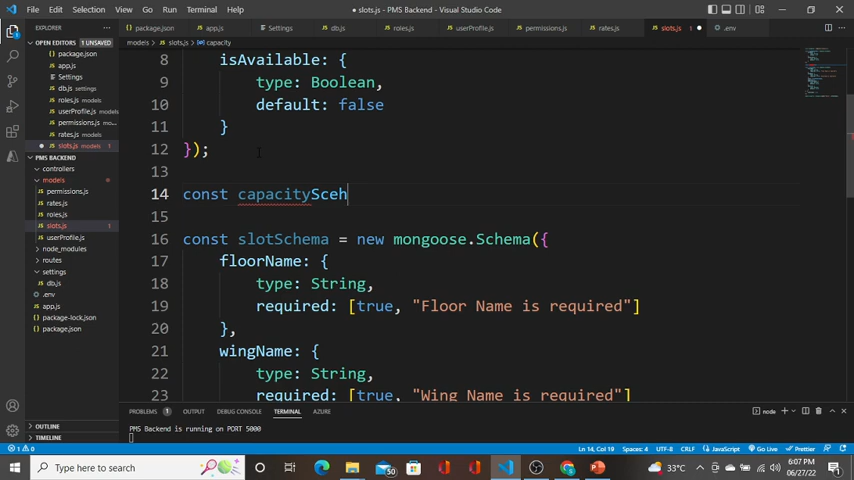 File Edit Selection View Go Run Terminal Help
slots.js - PMS Backend - Visual Studio Code
EXPLORER
package.json app.js Settings db.js roles.js userProfile.js permissions.js rates.js slots.js .env
models > slots.js > capacity
OPEN EDITORS 1 UNSAVED
package.json
app.js
Settings
db.js
roles.js models
userProfile.js
permissions.js
rates.js models
slots.js models 1
PMS BACKEND
controllers
models
permissions.js
rates.js
roles.js
slots.js 1
userProfile.js
node_modules
routes
settings
db.js
.env
app.js
package-lock.json
package.json
OUTLINE
TIMELINE
8 isAvailable: {
9 type: Boolean,
10 default: false
11 }
12 });
13
14 const capacitySceh
15
16 const slotSchema = new mongoose.Schema({
17 floorName: {
18 type: String,
19 required: [true, "Floor Name is required"]
20 },
21 wingName: {
22 type: String,
23 required: [true, "Wing Name is required"]
PROBLEMS 1 OUTPUT DEBUG CONSOLE TERMINAL AZURE
node
PMS Backend is running on PORT 5000
1 0
Ln 14, Col 19 Spaces: 4 UTF-8 CRLF JavaScript Go Live Prettier
Type here to search
50
33°C
6:07 PM
06/27/22